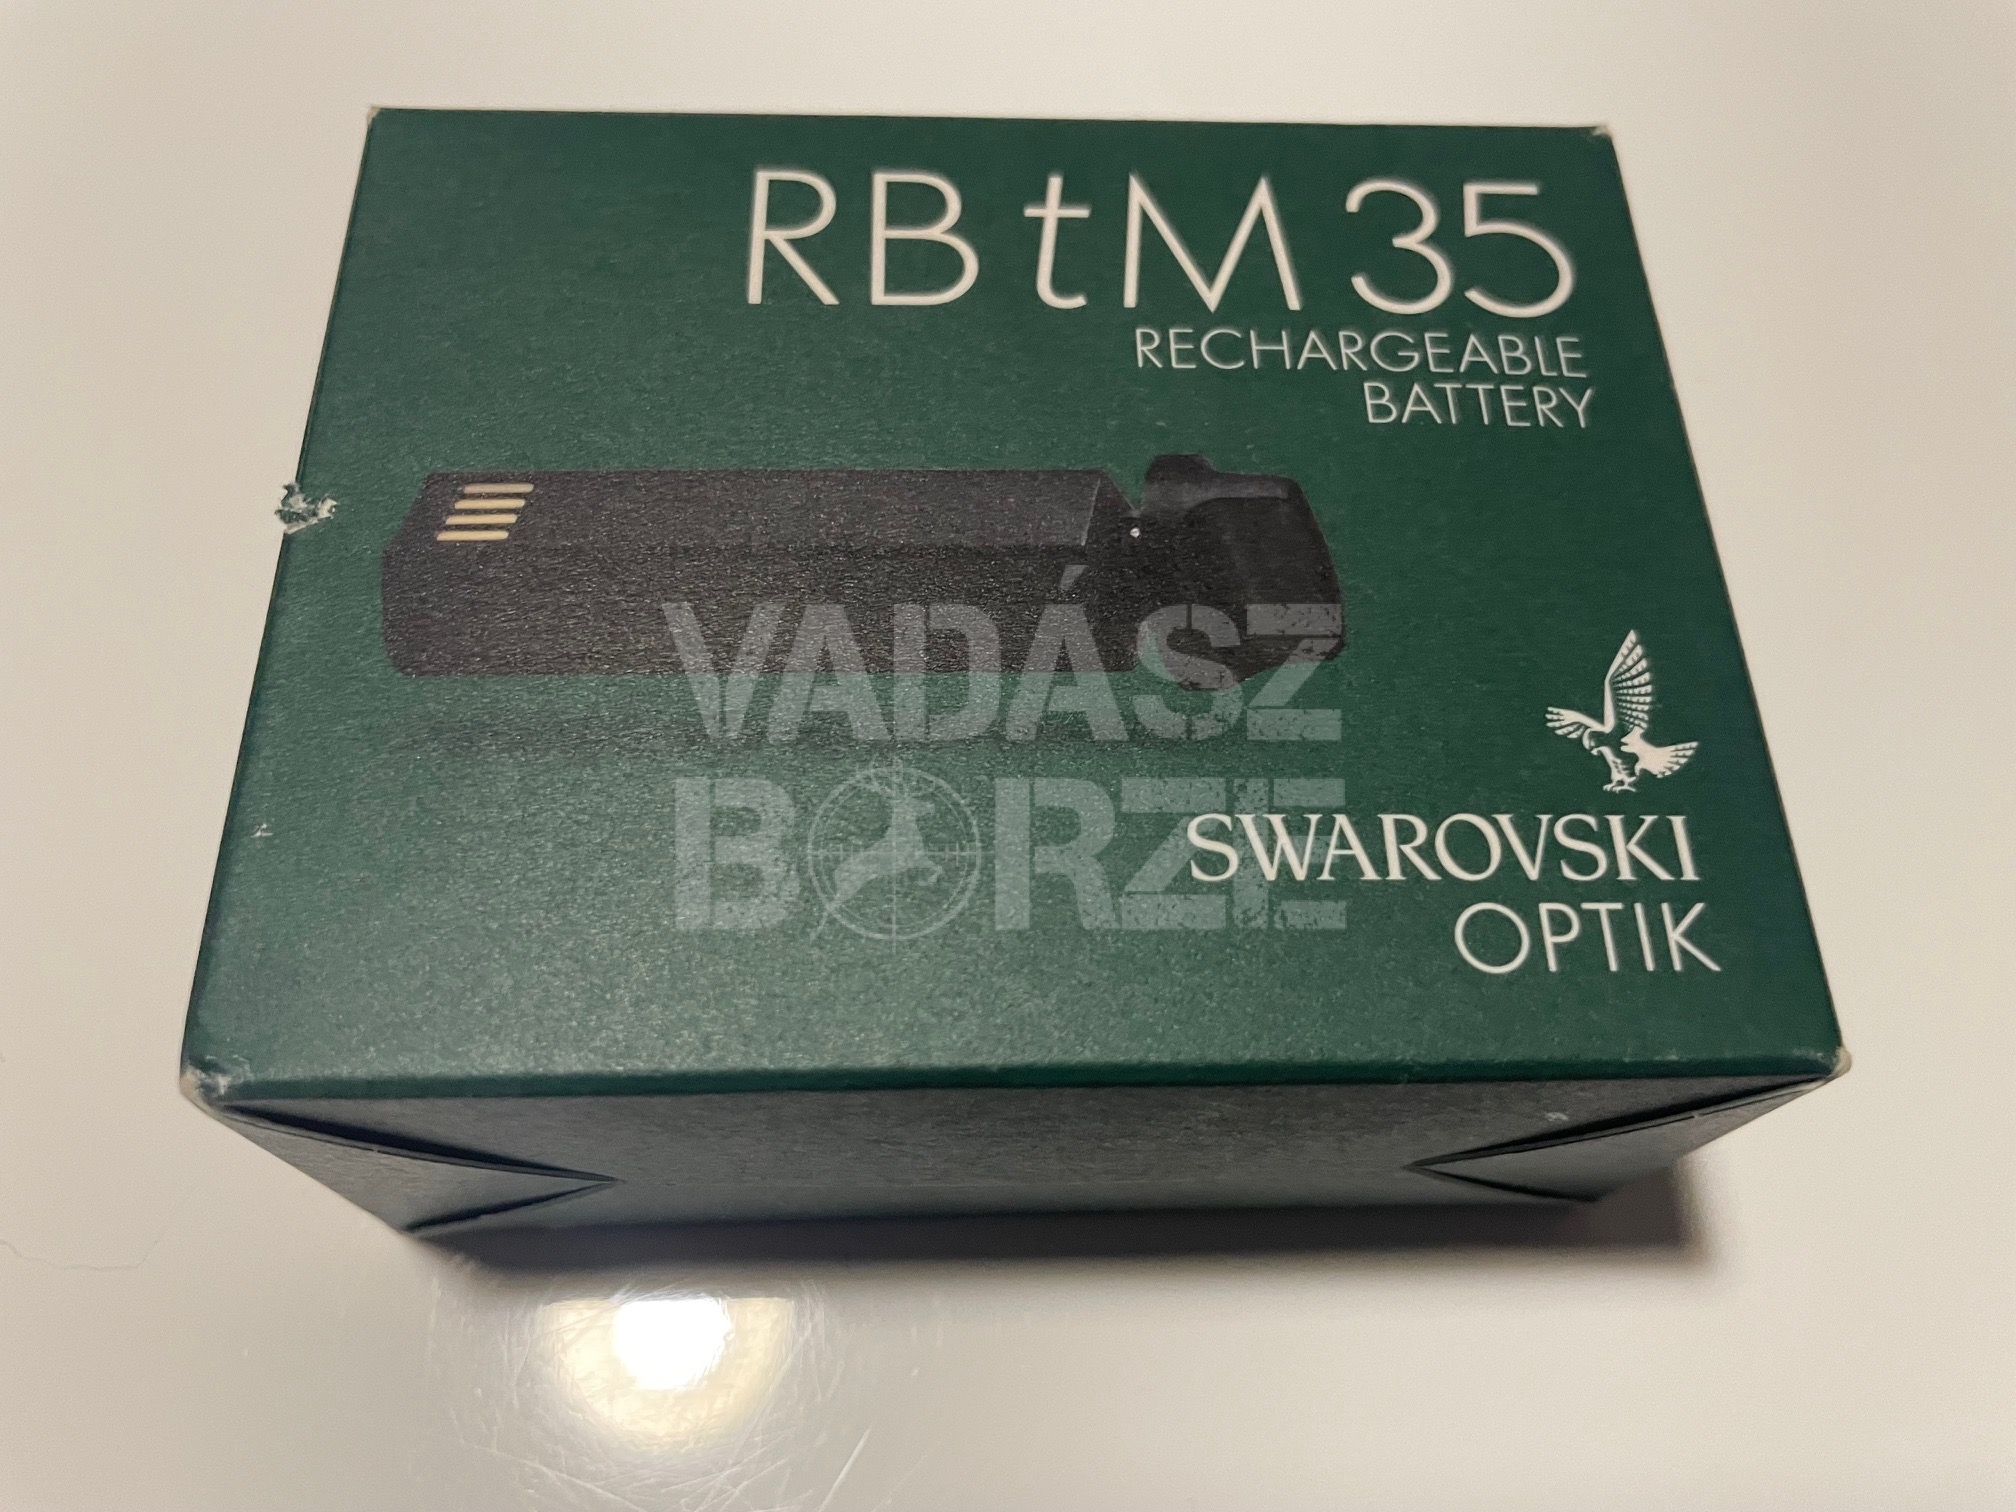 RB tM 35
RECHARGEABLE
BATTERY
VADÁSZ
BÖRZE
SWAROVSKI
OPTIK